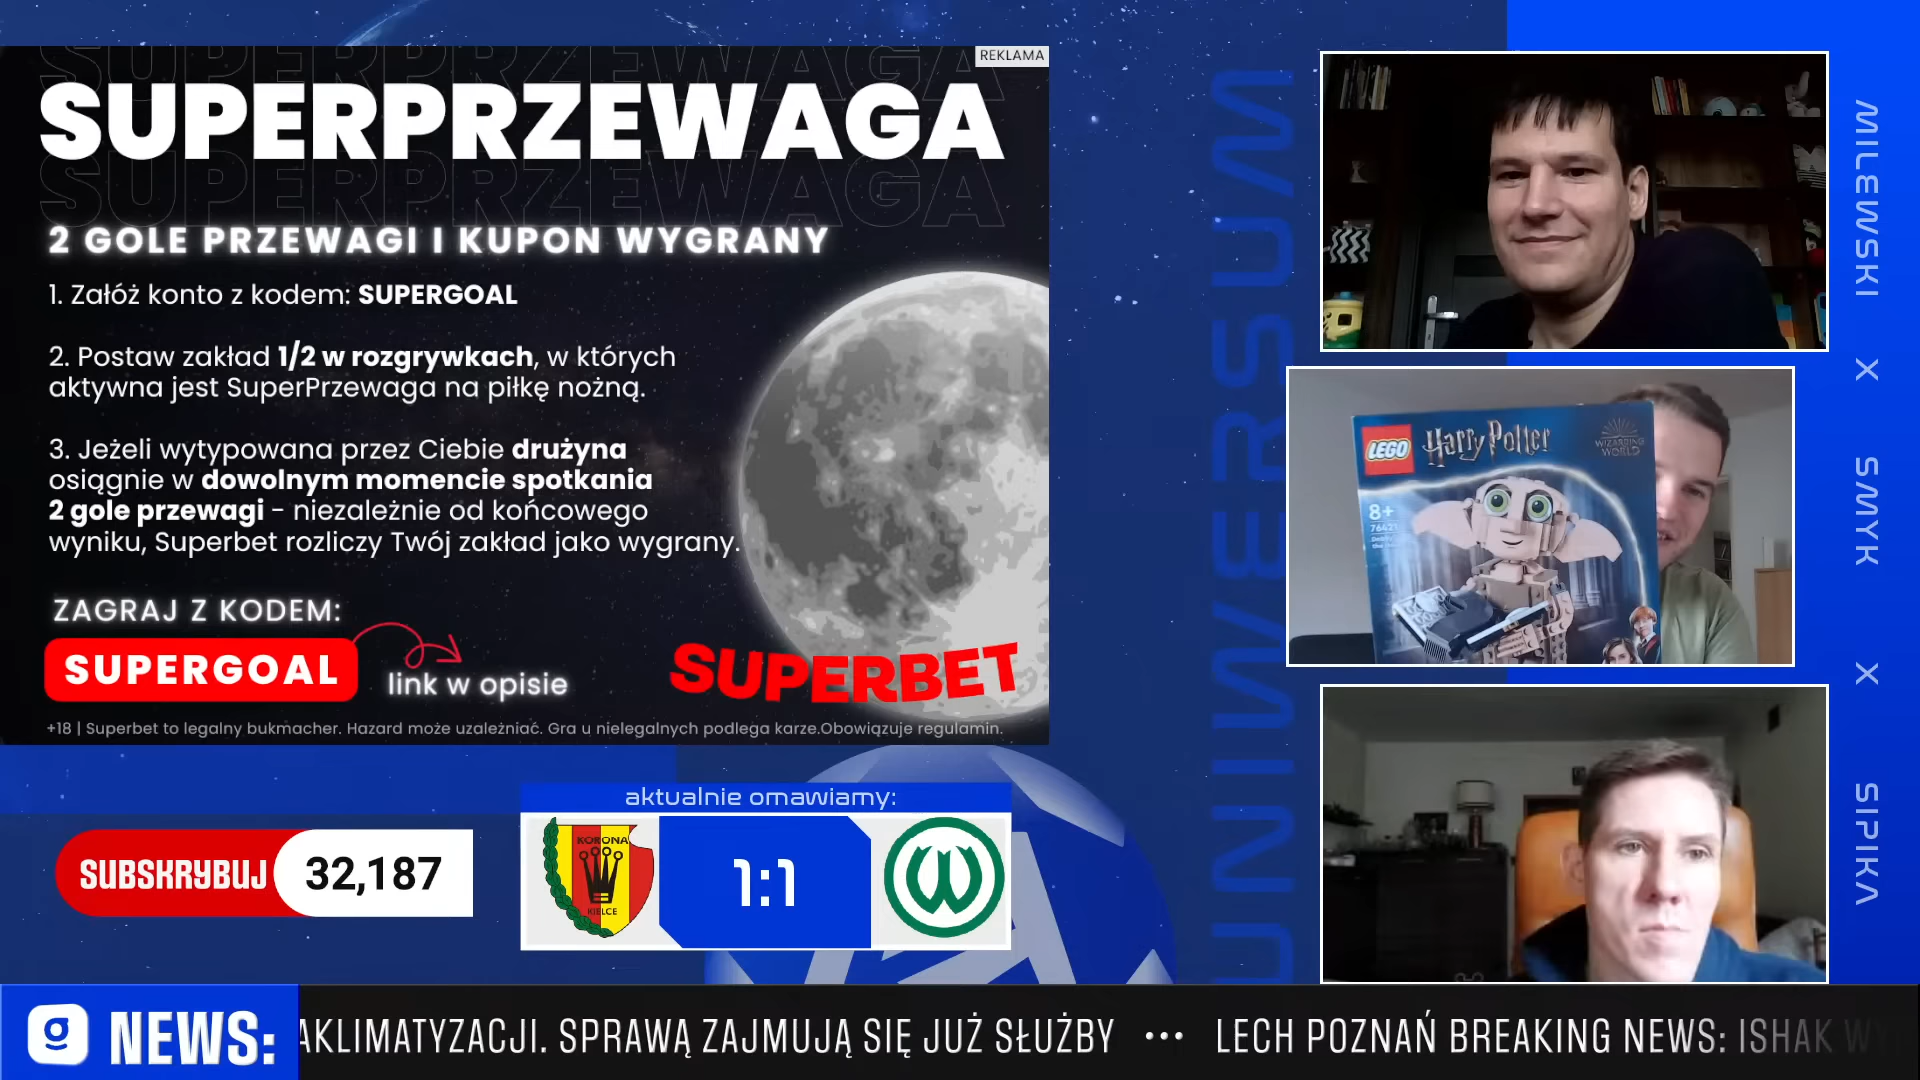 REKLAMA
SUPERPRZEWAGA
SUPERPRZEWAGA
SUPERPRZEWAGA
2 GOLE PRZEWAGI I KUPON WYGRANY
1. Załóż konto z kodem: SUPERGOAL
2. Postaw zakład 1/2 w rozgrywkach, w których
aktywna jest SuperPrzewaga na piłkę nożną.
3. Jeżeli wytypowana przez Ciebie drużyna
osiągnie w dowolnym momencie spotkania
2 gole przewagi - niezależnie od końcowego
wyniku, Superbet rozliczy Twój zakład jako wygrany.
ZAGRAJ Z KODEM:
SUPERGOAL
link w opisie
SUPERBET
+18 | Superbet to legalny bukmacher. Hazard może uzależniać. Gra u nielegalnych podlega karze.Obowiązuje regulamin.
SUBSKRYBUJ 32,187
aktualnie omawiamy:
KORONA
KIELCE
1:1
W
UNIWERSUM
LEGO
Harry Potter
WIZARDING
WORLD
8+
76421
MILEWSKI X SMYK X SIPIKA
g NEWS:
AKLIMATYZACJI. SPRAWĄ ZAJMUJĄ SIĘ JUŻ SŁUŻBY ••• LECH POZNAŃ BREAKING NEWS: ISHAK